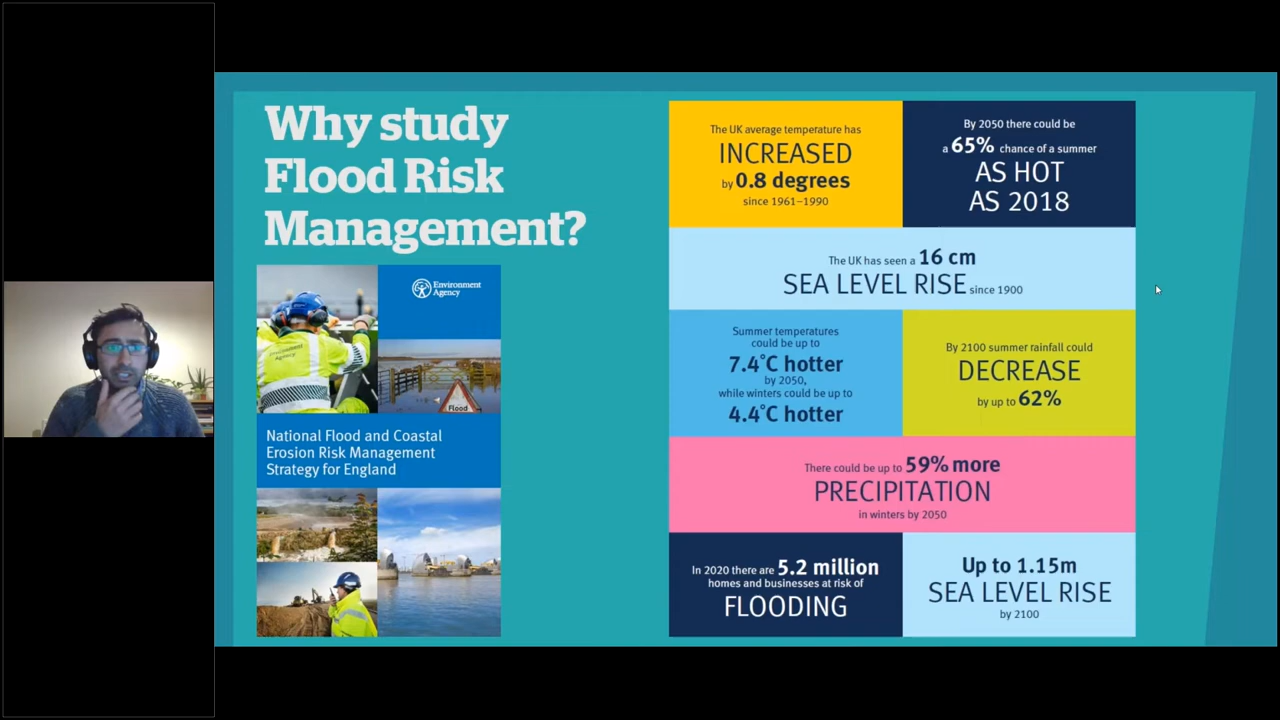 Why study
Flood Risk
Management?
Environment
Agency
Flood
National Flood and Coastal
Erosion Risk Management
Strategy for England
The UK average temperature has
INCREASED
by 0.8 degrees
since 1961–1990
By 2050 there could be
a 65% chance of a summer
AS HOT
AS 2018
The UK has seen a 16 cm
SEA LEVEL RISE since 1900
Summer temperatures
could be up to
7.4°C hotter
by 2050,
while winters could be up to
4.4°C hotter
By 2100 summer rainfall could
DECREASE
by up to 62%
There could be up to 59% more
PRECIPITATION
in winters by 2050
In 2020 there are 5.2 million
homes and businesses at risk of
FLOODING
Up to 1.15m
SEA LEVEL RISE
by 2100